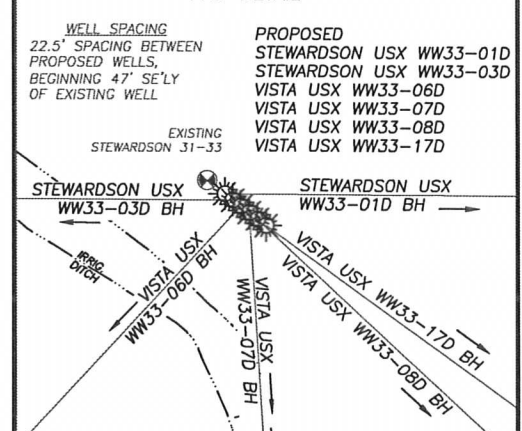 WELL SPACING
22.5' SPACING BETWEEN
PROPOSED WELLS,
BEGINNING 47' SE'LY
OF EXISTING WELL
PROPOSED
STEWARDSON USX WW33-01D
STEWARDSON USX WW33-03D
VISTA USX WW33-06D
VISTA USX WW33-07D
VISTA USX WW33-08D
VISTA USX WW33-17D
EXISTING
STEWARDSON 31-33
STEWARDSON USX
WW33-03D BH
STEWARDSON USX
WW33-01D BH
IRRIG.
DITCH
VISTA USX
WW33-06D BH
VISTA USX
WW33-07D BH
VISTA USX WW33-17D BH
VISTA USX WW33-08D BH